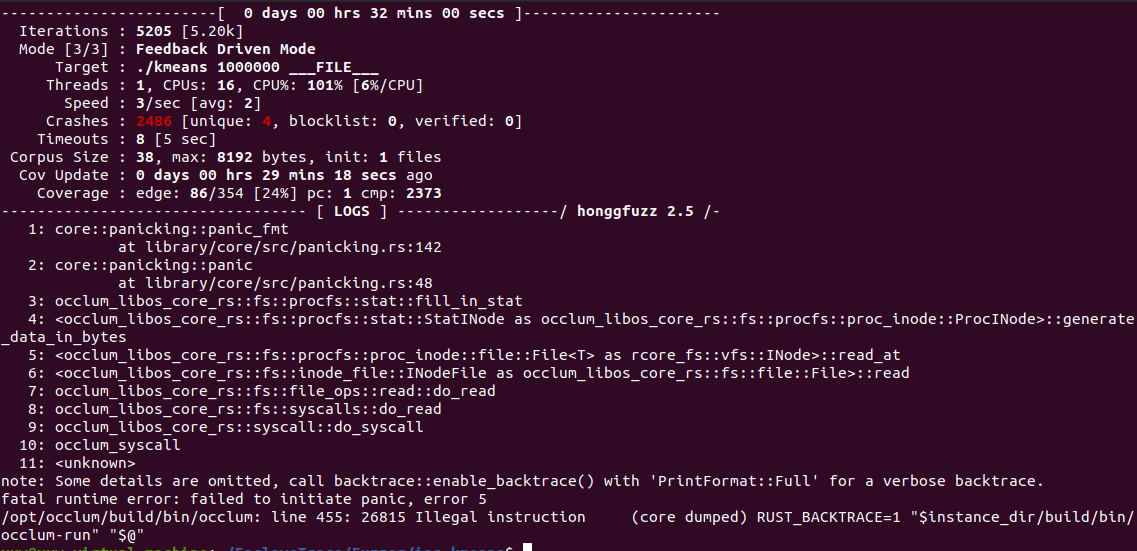 ------------------------[  0 days 00 hrs 32 mins 00 secs ]----------------------
  Iterations : 5205 [5.20k]
  Mode [3/3] : Feedback Driven Mode
      Target : ./kmeans 1000000 ___FILE___
     Threads : 1, CPUs: 16, CPU%: 101% [6%/CPU]
       Speed : 3/sec [avg: 2]
     Crashes : 2486 [unique: 4, blocklist: 0, verified: 0]
    Timeouts : 8 [5 sec]
 Corpus Size : 38, max: 8192 bytes, init: 1 files
  Cov Update : 0 days 00 hrs 29 mins 18 secs ago
    Coverage : edge: 86/354 [24%] pc: 1 cmp: 2373
---------------------------------- [ LOGS ] ------------------/ honggfuzz 2.5 /-
   1: core::panicking::panic_fmt
             at library/core/src/panicking.rs:142
   2: core::panicking::panic
             at library/core/src/panicking.rs:48
   3: occlum_libos_core_rs::fs::procfs::stat::fill_in_stat
   4: <occlum_libos_core_rs::fs::procfs::stat::StatINode as occlum_libos_core_rs::fs::procfs::proc_inode::ProcINode>::generate
_data_in_bytes
   5: <occlum_libos_core_rs::fs::procfs::proc_inode::file::File<T> as rcore_fs::vfs::INode>::read_at
   6: <occlum_libos_core_rs::fs::inode_file::INodeFile as occlum_libos_core_rs::fs::file::File>::read
   7: occlum_libos_core_rs::fs::file_ops::read::do_read
   8: occlum_libos_core_rs::fs::syscalls::do_read
   9: occlum_libos_core_rs::syscall::do_syscall
  10: occlum_syscall
  11: <unknown>
note: Some details are omitted, call backtrace::enable_backtrace() with 'PrintFormat::Full' for a verbose backtrace.
fatal runtime error: failed to initiate panic, error 5
/opt/occlum/build/bin/occlum: line 455: 26815 Illegal instruction     (core dumped) RUST_BACKTRACE=1 "$instance_dir/build/bin/
occlum-run" "$@"